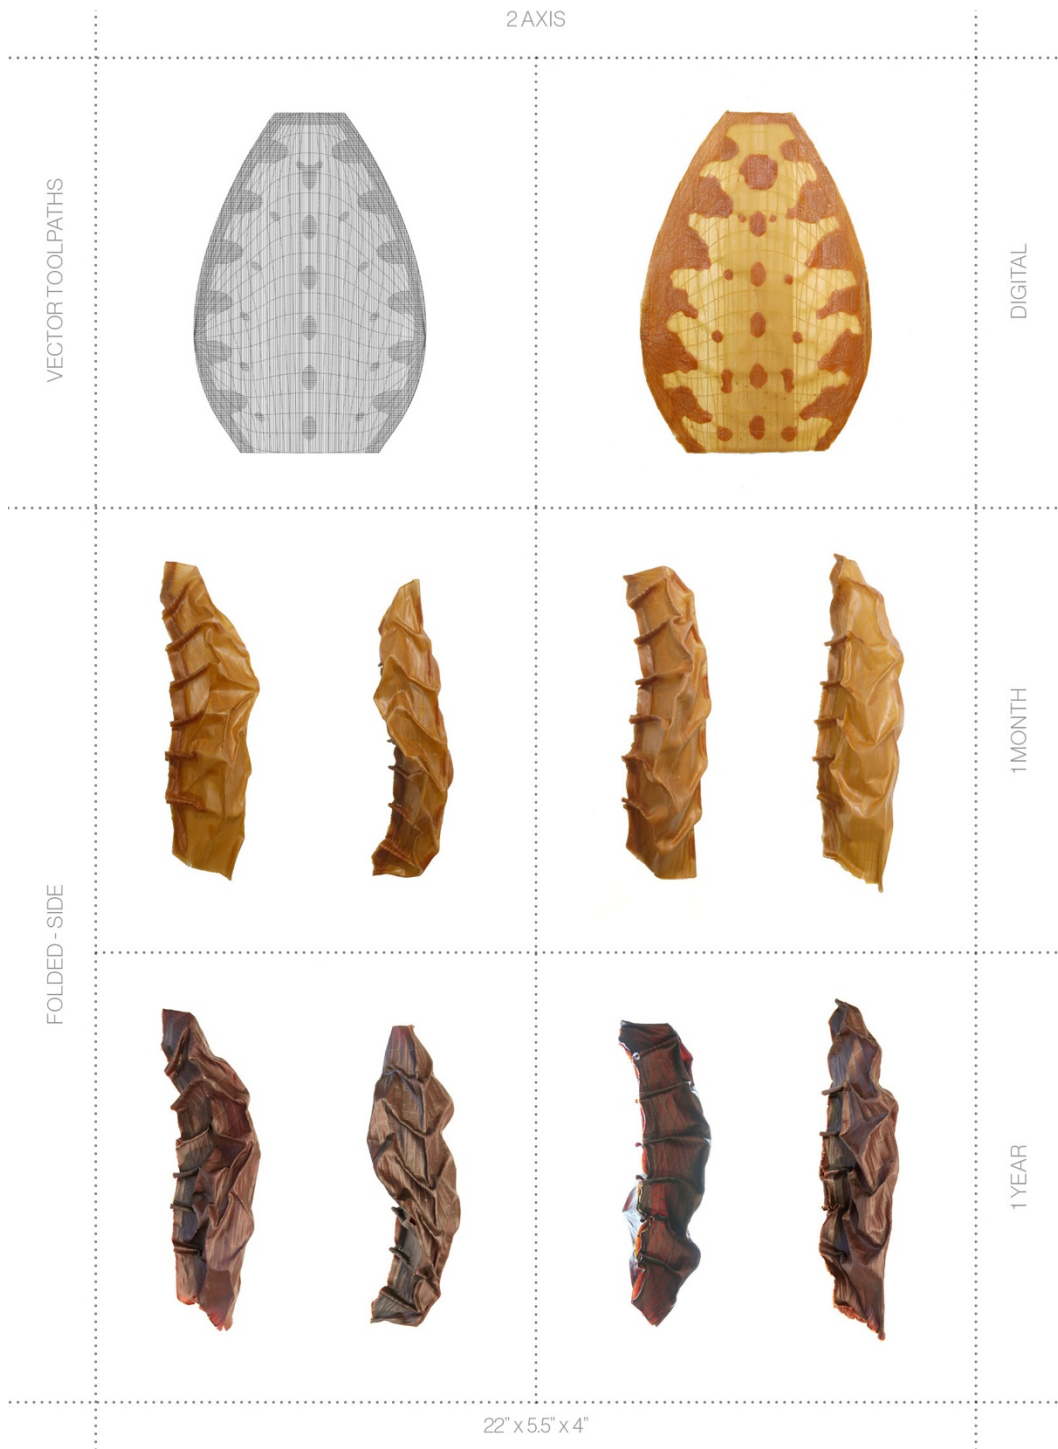 2 AXIS
VECTOR TOOLPATHS
DIGITAL
1 MONTH
FOLDED - SIDE
1 YEAR
22” x 5.5” x 4”